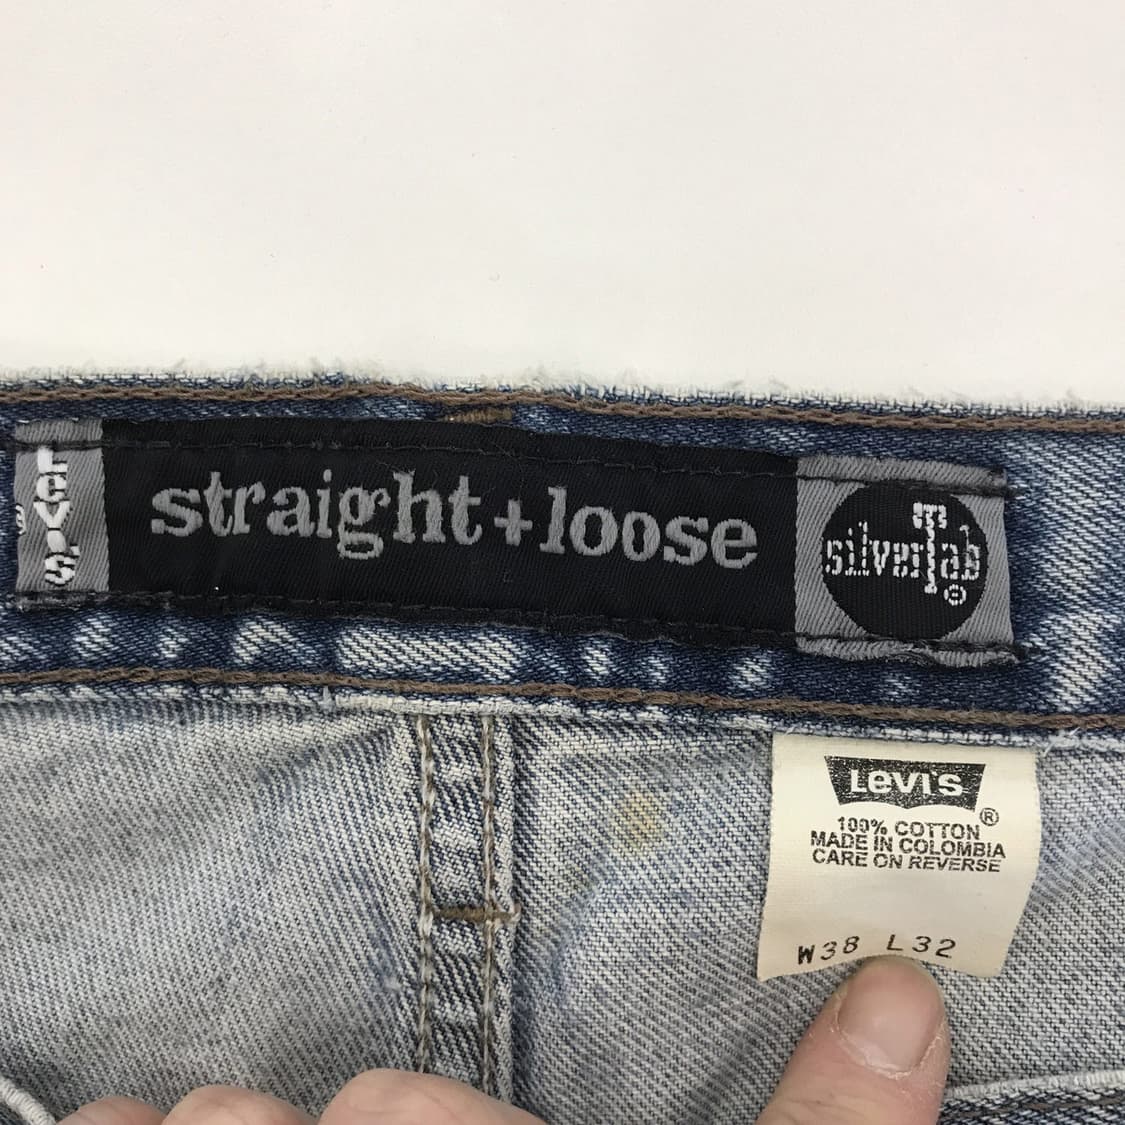 LEVI'S
straight+loose
silverTab
®
LEVI'S
®
100% COTTON
MADE IN COLOMBIA
CARE ON REVERSE
W38 L32